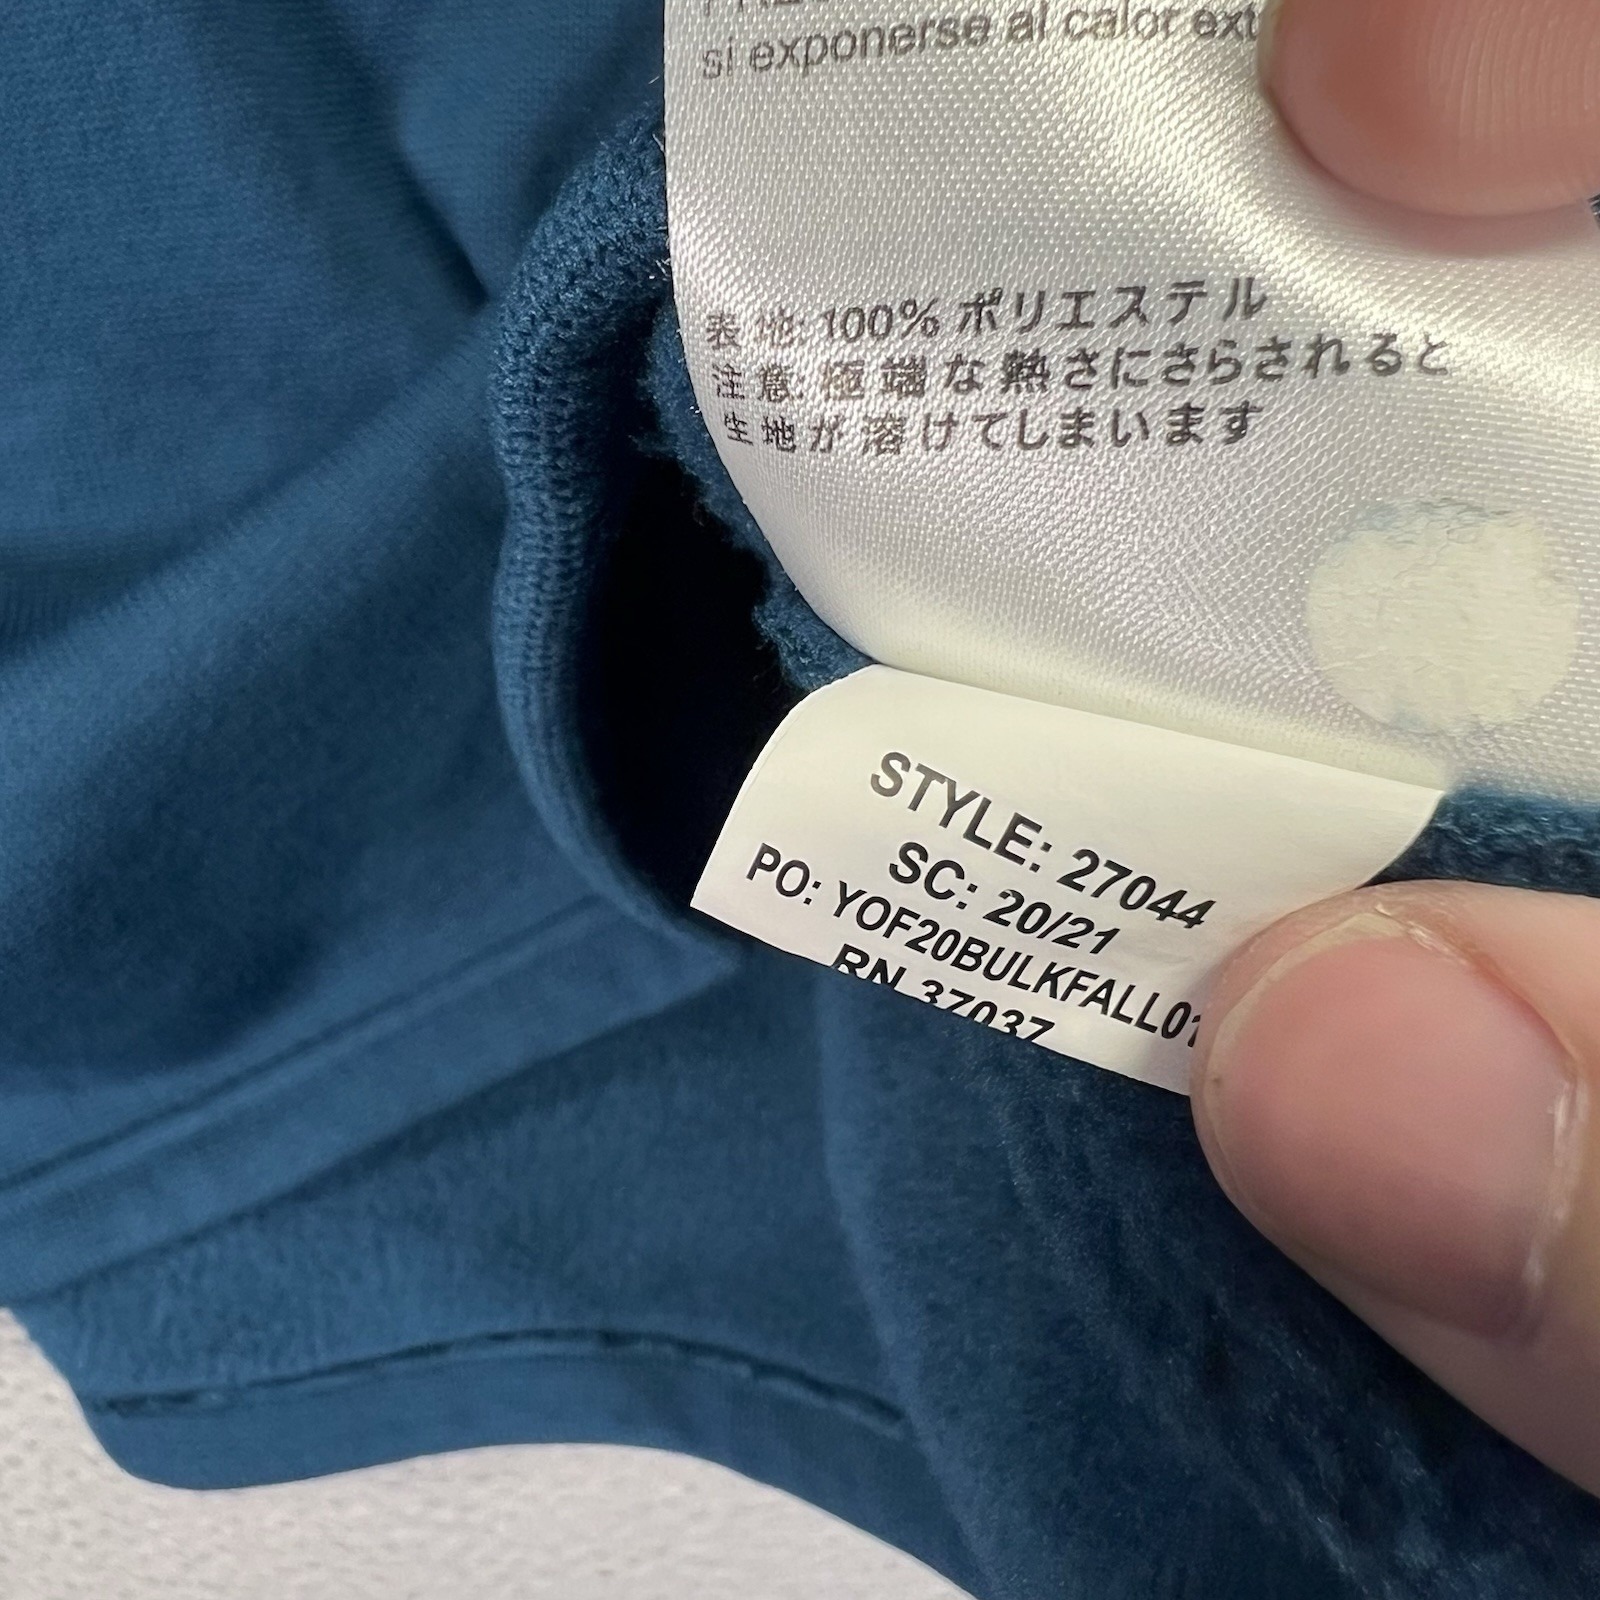 si exponerse al calor ext
表 地: 100% ポリエステル
注 意: 極 端 な 熱さにさらされると
生 地 が 溶けてしまいます
STYLE: 27044
SC: 20/21
PO: YOF20BULKFALL01
RN 37037